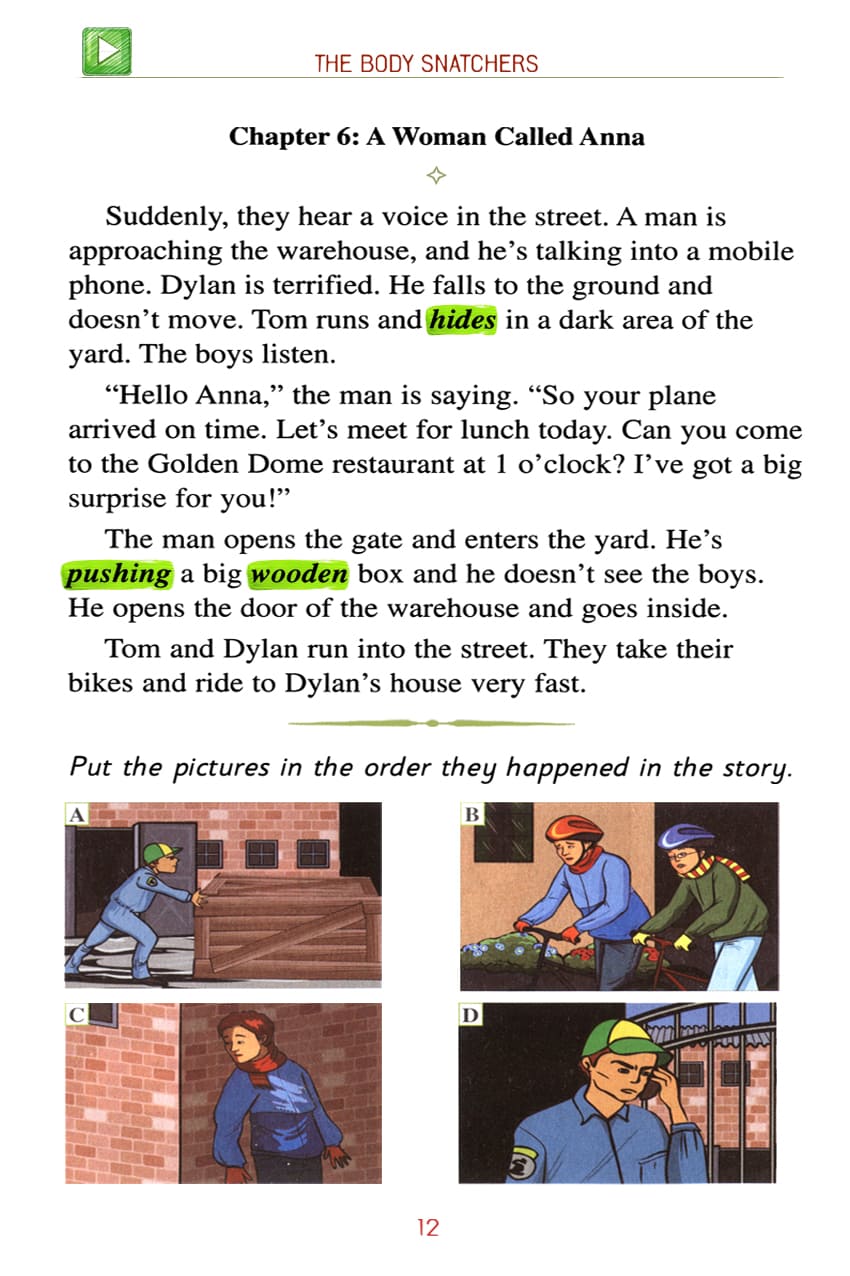 THE BODY SNATCHERS
Chapter 6: A Woman Called Anna
Suddenly, they hear a voice in the street. A man is
approaching the warehouse, and he's talking into a mobile
phone. Dylan is terrified. He falls to the ground and
doesn't move. Tom runs and hides in a dark area of the
yard. The boys listen.
“Hello Anna,” the man is saying. “So your plane
arrived on time. Let's meet for lunch today. Can you come
to the Golden Dome restaurant at 1 o'clock? I've got a big
surprise for you!”
The man opens the gate and enters the yard. He's
pushing a big wooden box and he doesn't see the boys.
He opens the door of the warehouse and goes inside.
Tom and Dylan run into the street. They take their
bikes and ride to Dylan's house very fast.
Put the pictures in the order they happened in the story.
A
B
C
D
12